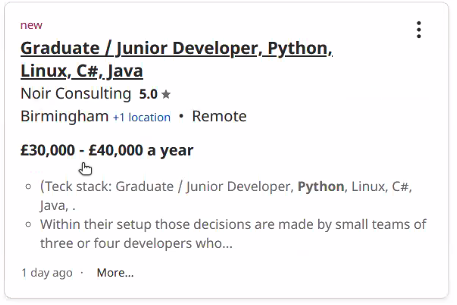 new
Graduate / Junior Developer, Python,
Linux, C#, Java
Noir Consulting 5.0 ★
Birmingham +1 location • Remote
£30,000 - £40,000 a year
(Teck stack: Graduate / Junior Developer, Python, Linux, C#,
Java, .
Within their setup those decisions are made by small teams of
three or four developers who...
1 day ago · More...